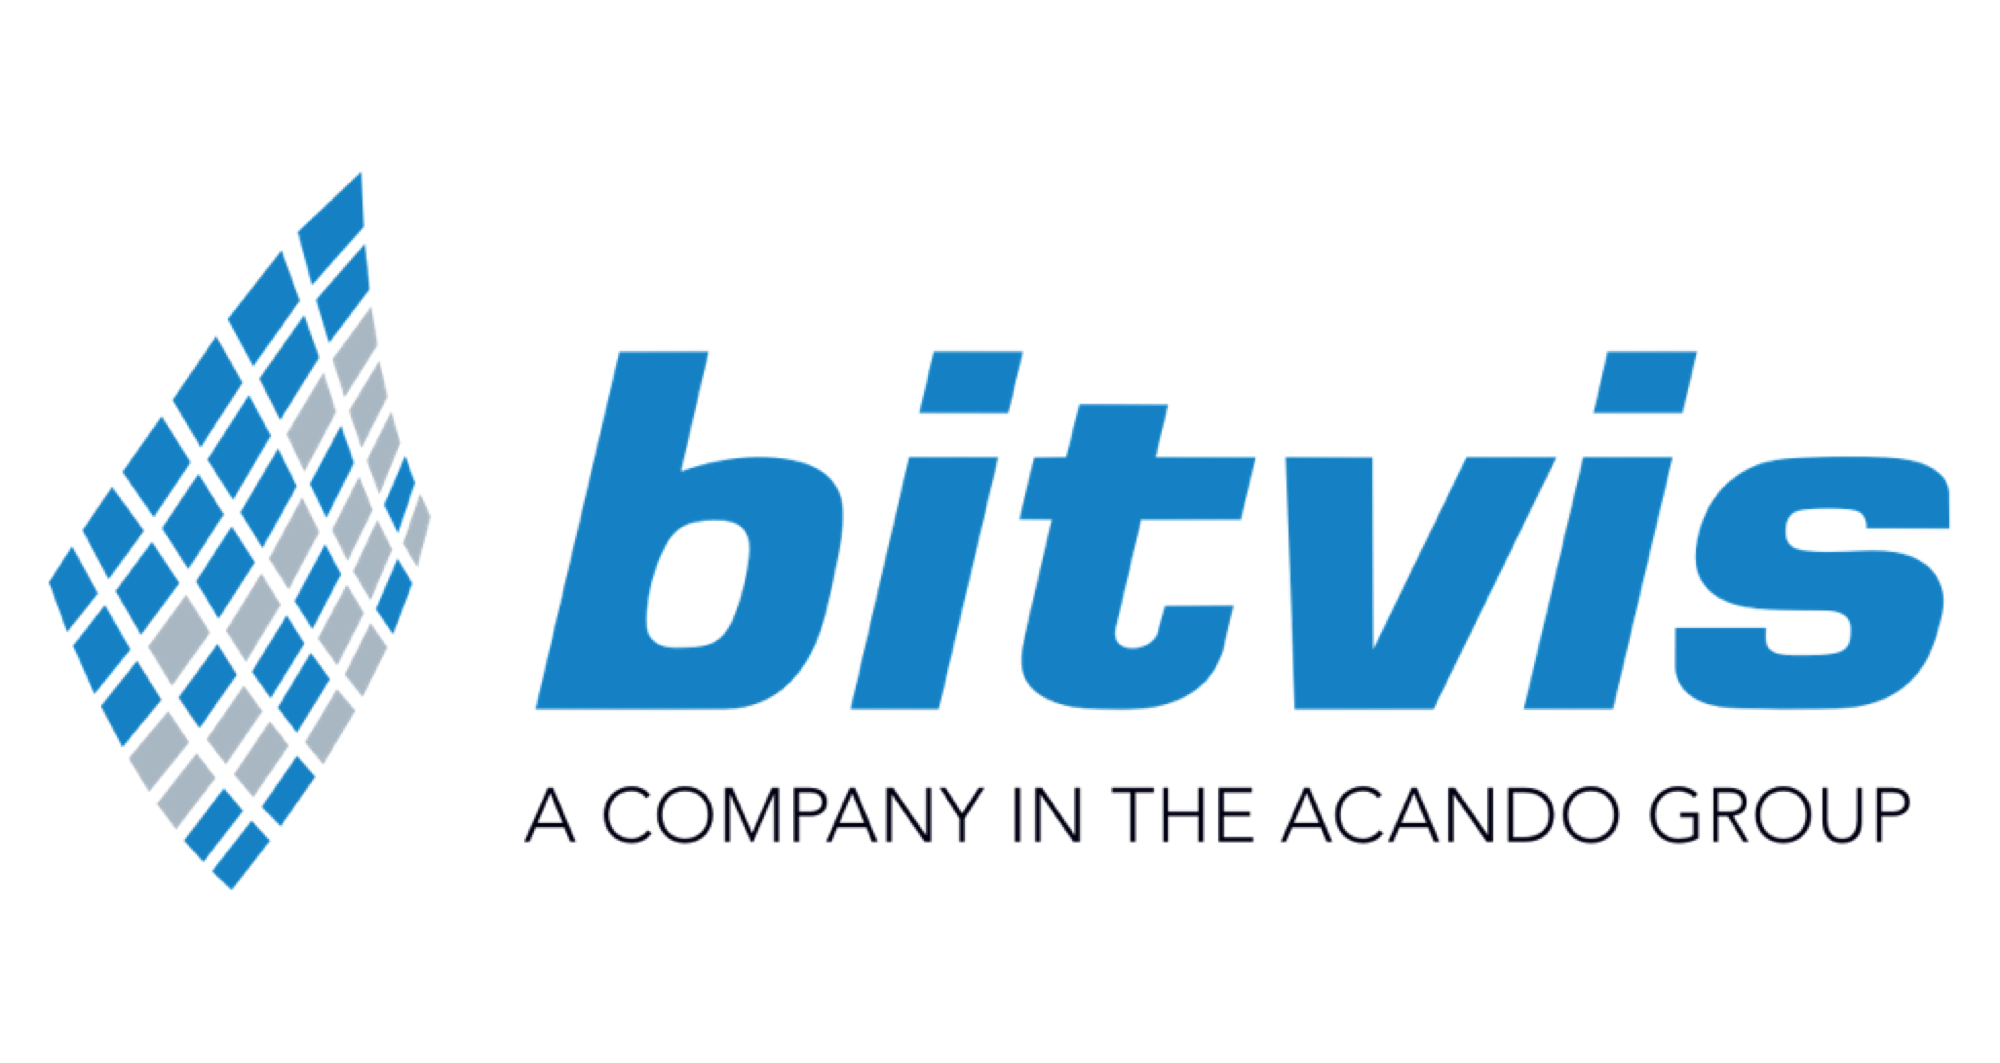 bitvis
A COMPANY IN THE ACANDO GROUP